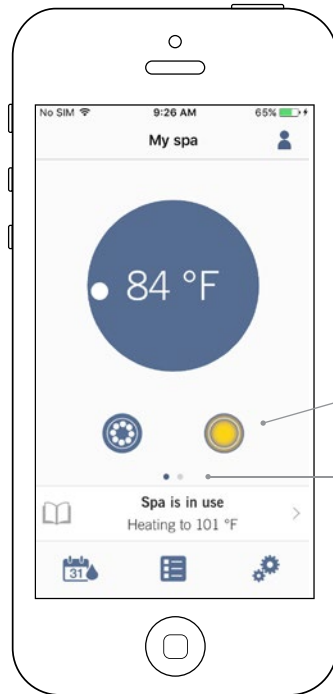 No SIM 9:26 AM 65%
My spa
84 °F
Spa is in use
Heating to 101 °F
31